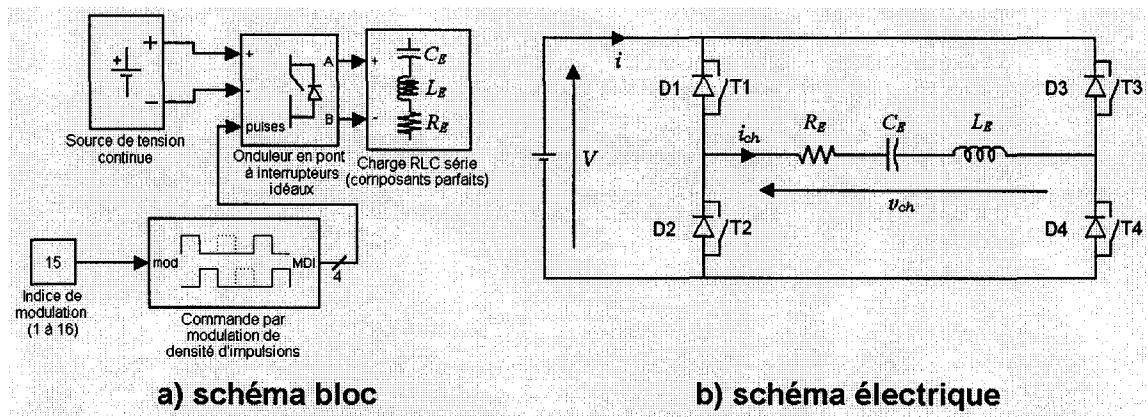 +
−
Source de tension
continue
+
+
-
pulses
A
B
Onduleur en pont
à interrupteurs
idéaux
+
-
C_E
L_E
R_E
Charge RLC série
(composants parfaits)
15
Indice de
modulation
(1 à 16)
mod
MDI
4
Commande par
modulation de
densité d'impulsions
a) schéma bloc
i
V
D1
T1
D3
T3
i_ch
R_E
C_E
L_E
v_ch
D2
T2
D4
T4
b) schéma électrique